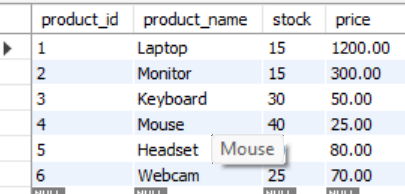 product_id product_name stock price
1 Laptop 15 1200.00
2 Monitor 15 300.00
3 Keyboard 30 50.00
4 Mouse 40 25.00
5 Headset Mouse 80.00
6 Webcam 25 70.00
NULL NULL NULL NULL